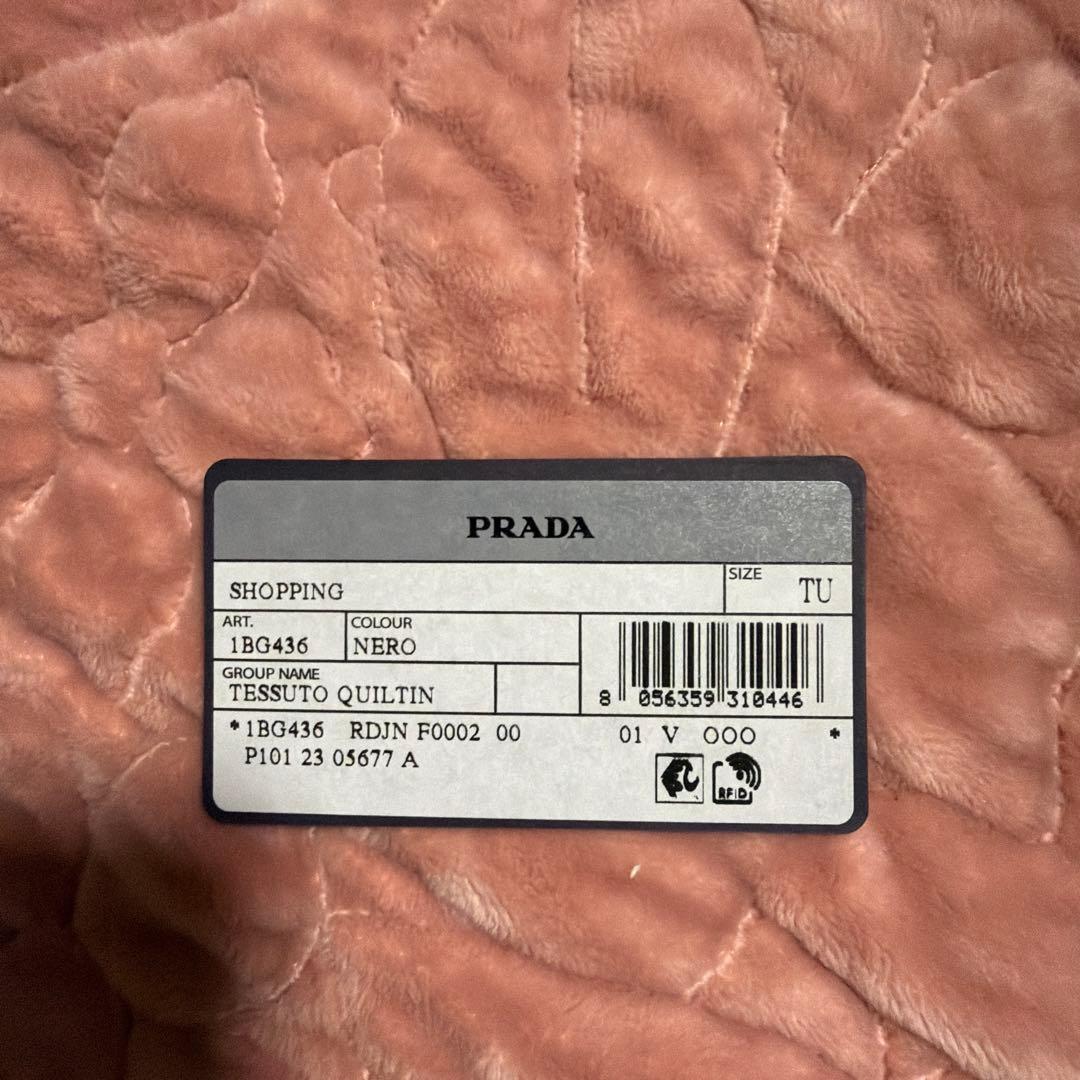 PRADA
SHOPPING
SIZE
TU
ART.
1BG436
COLOUR
NERO
GROUP NAME
TESSUTO QUILTIN
8 056359 310446
*1BG436 RDJN F0002 00 01 V OOO *
P101 23 05677 A
RFID